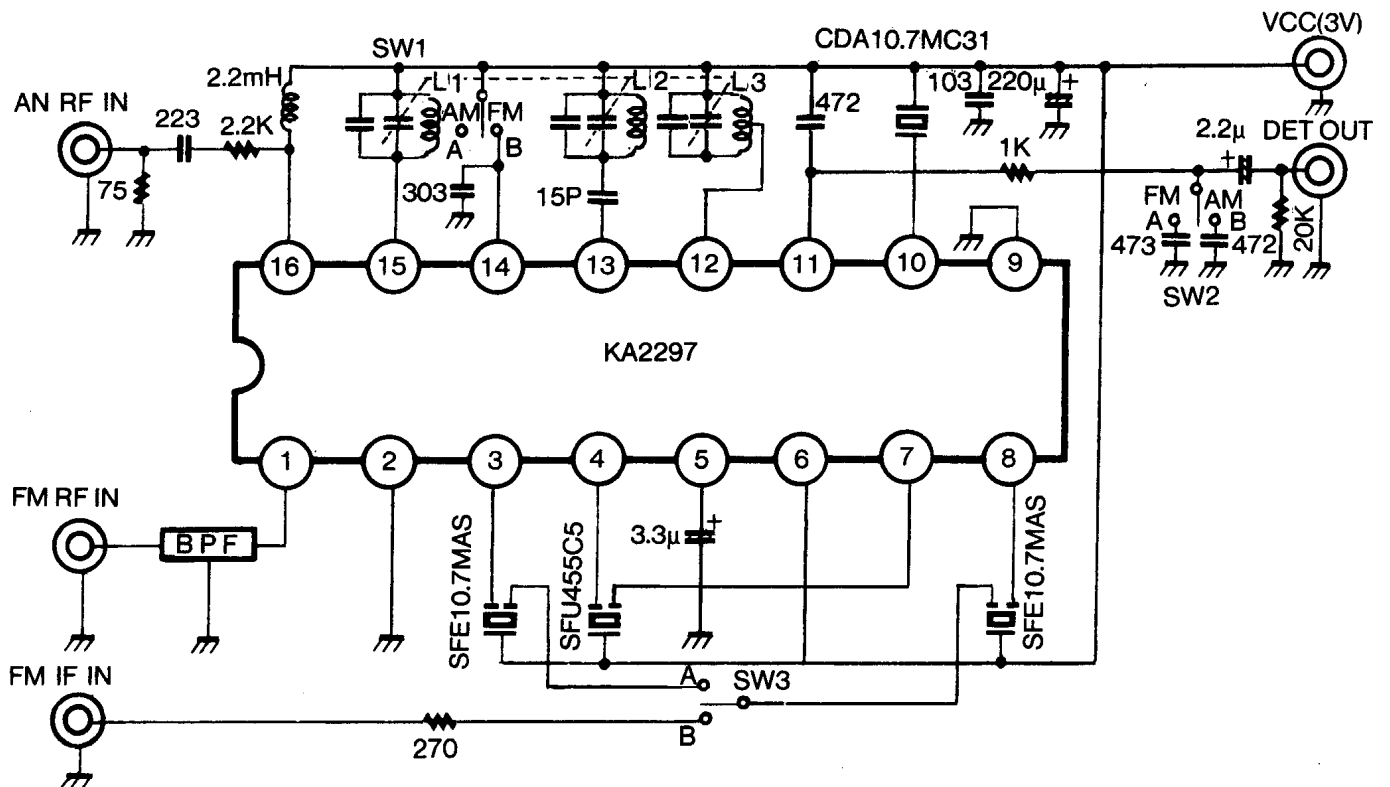 VCC(3V)
SW1
CDA10.7MC31
2.2mH
L1
L2
L3
103
220µ
+
AN RF IN
223
2.2K
AM
FM
A
B
472
2.2µ
+
DET OUT
1K
75
303
15P
FM
A
AM
B
473
472
20K
SW2
16
15
14
13
12
11
10
9
KA2297
1
2
3
4
5
6
7
8
FM RF IN
BPF
SFE10.7MAS
SFU455C5
3.3µ
+
SFE10.7MAS
FM IF IN
A
SW3
B
270